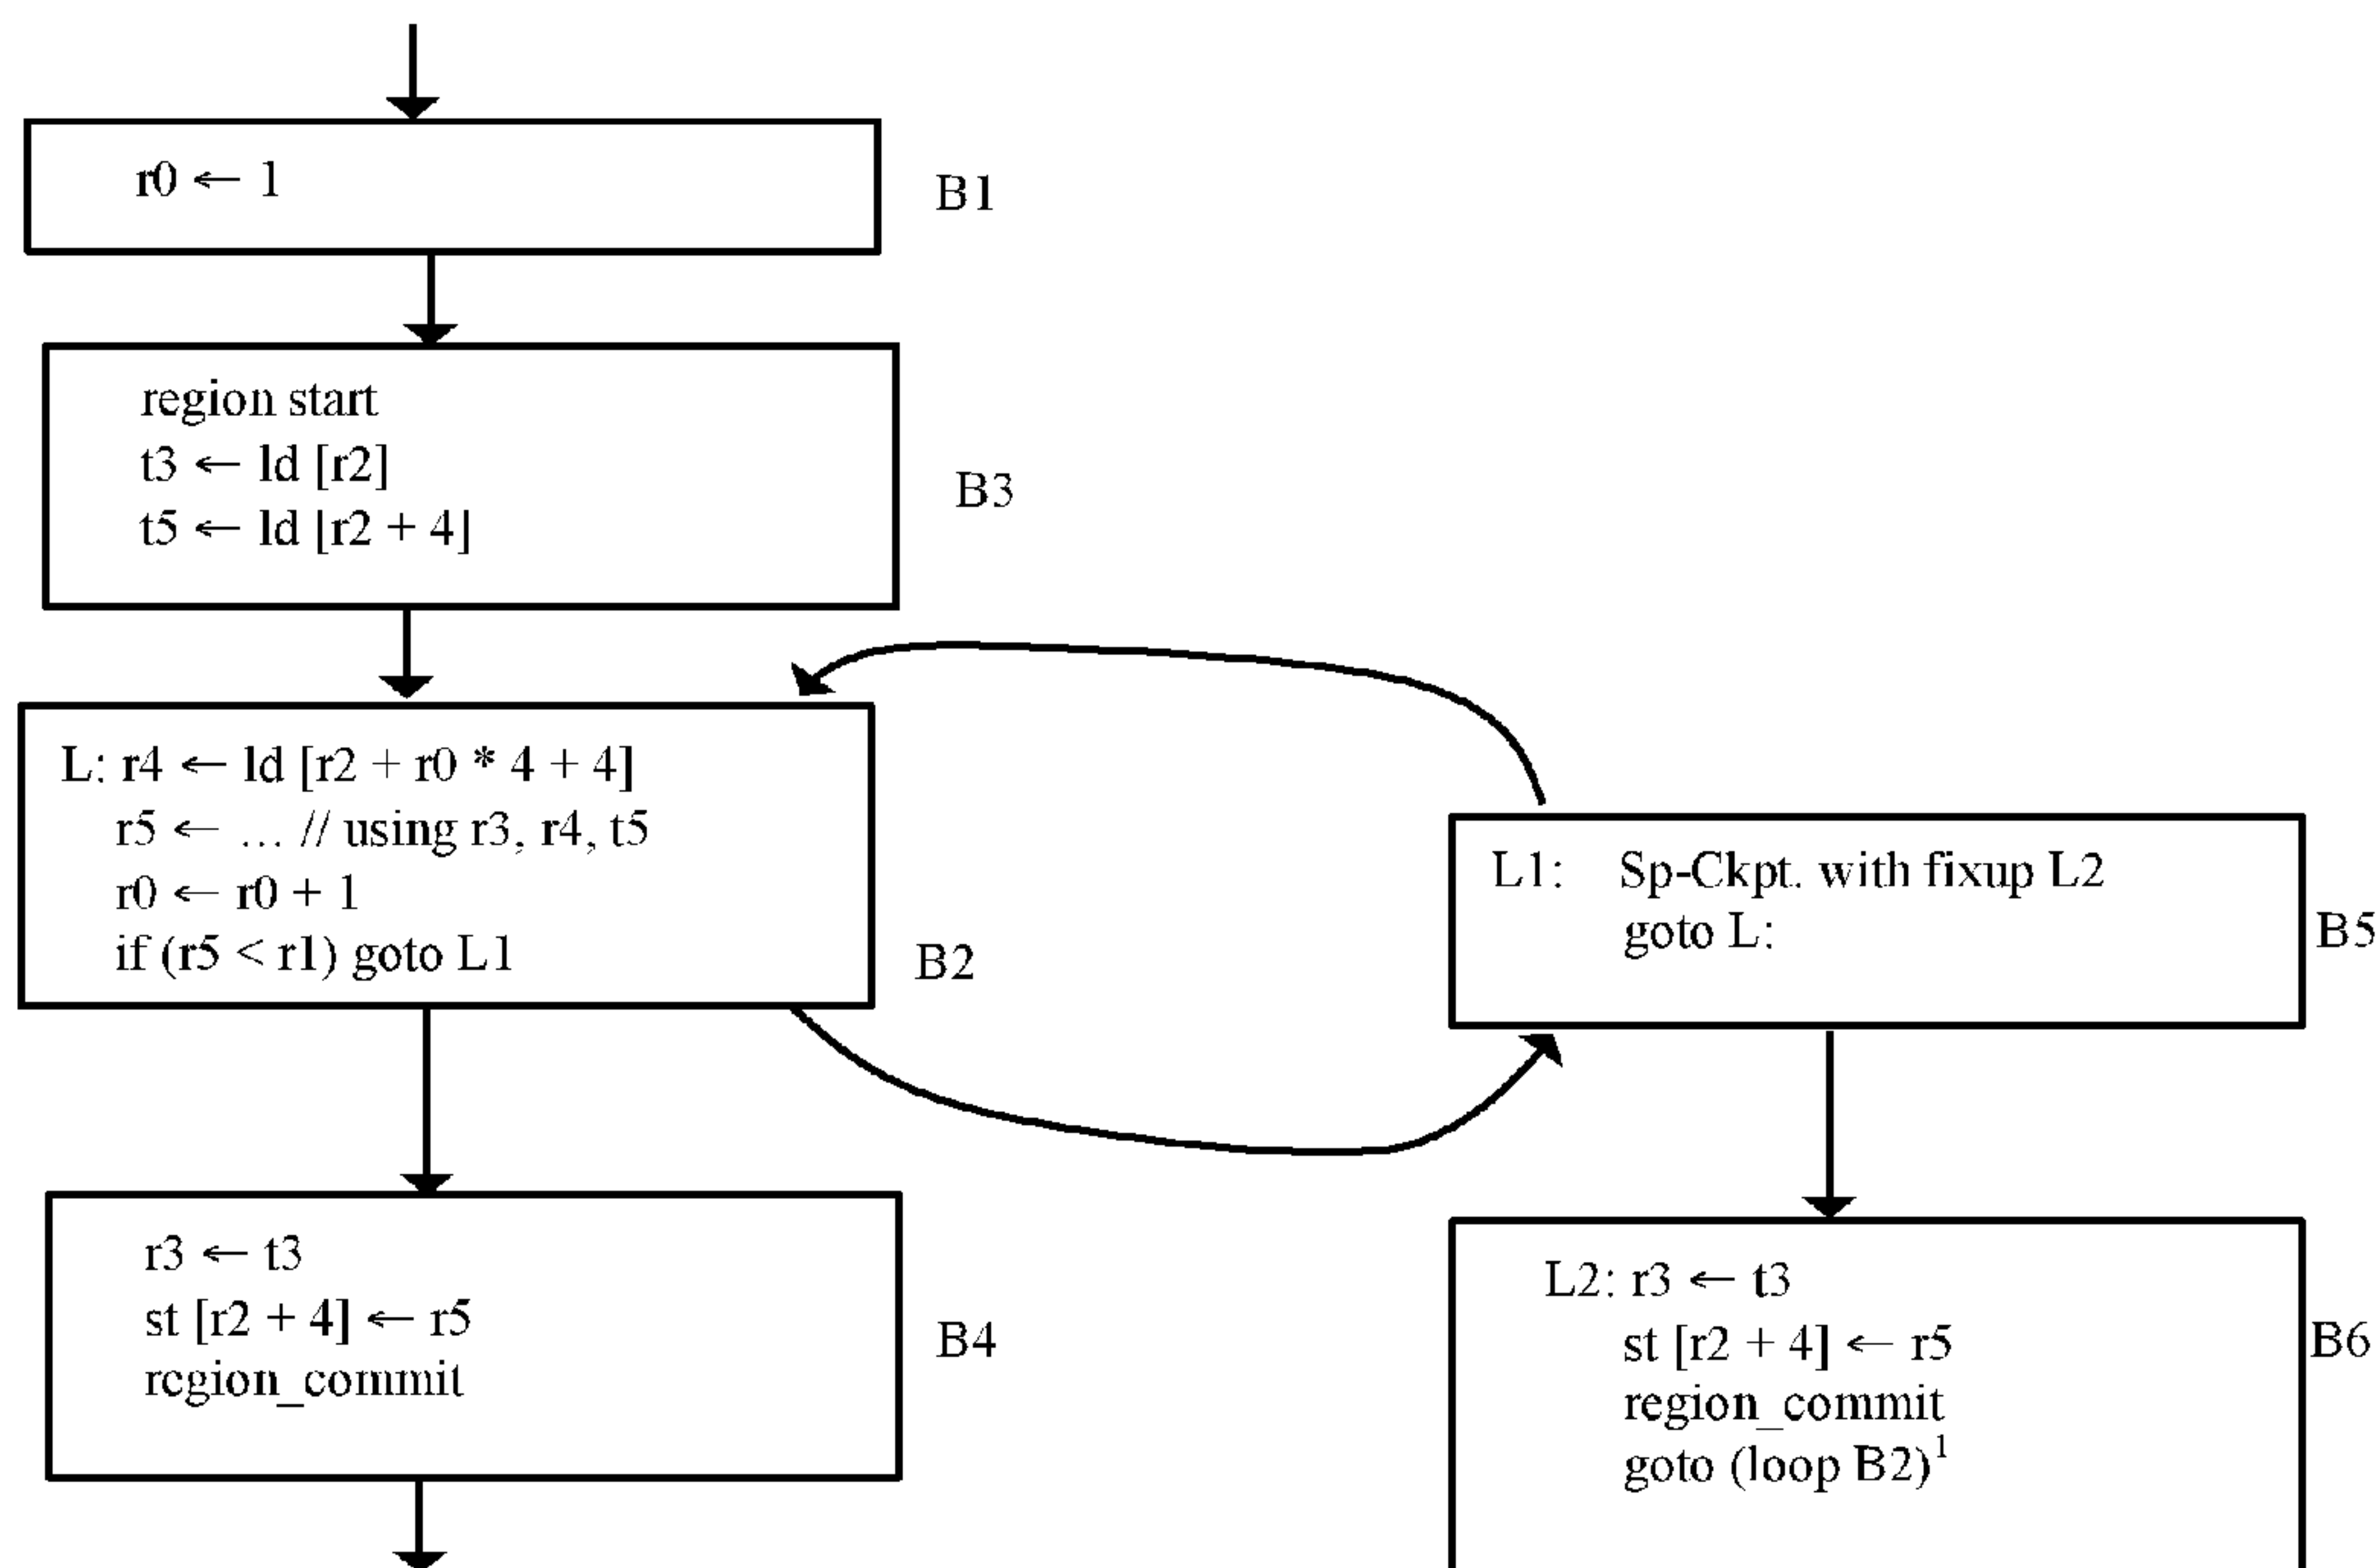 r0 ← 1
B1
region start
t3 ← ld [r2]
t5 ← ld [r2 + 4]
B3
L: r4 ← ld [r2 + r0 * 4 + 4]
r5 ← … // using r3, r4, t5
r0 ← r0 + 1
if (r5 < r1) goto L1
B2
L1: Sp-Ckpt. with fixup L2
goto L:
B5
r3 ← t3
st [r2 + 4] ← r5
region_commit
B4
L2: r3 ← t3
st [r2 + 4] ← r5
region_commit
goto (loop B2)¹
B6